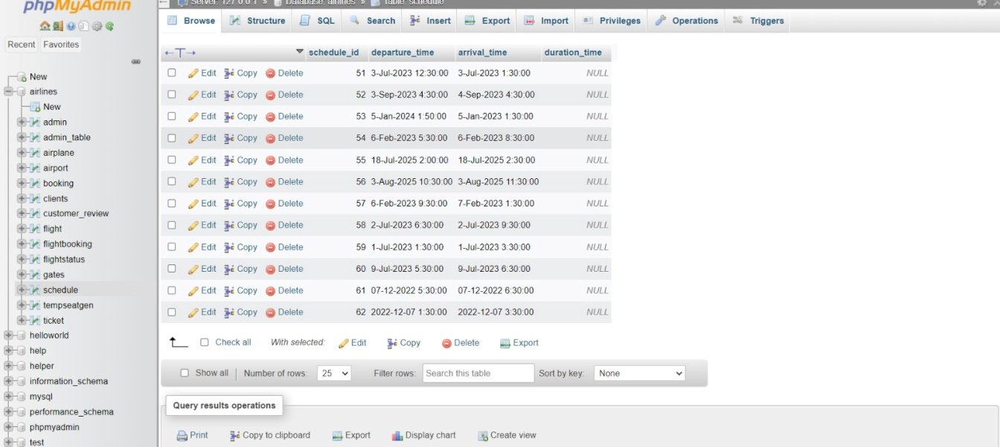 phpMyAdmin
Server: 127.0.0.1 » Database: airlines » Table: schedule
Browse Structure SQL Search Insert Export Import Privileges Operations Triggers
Recent Favorites
New
airlines
New
admin
admin_table
airplane
airport
booking
clients
customer_review
flight
flightbooking
flightstatus
gates
schedule
tempseatgen
ticket
helloworld
help
helper
information_schema
mysql
performance_schema
phpmyadmin
test
schedule_id departure_time arrival_time duration_time
Edit Copy Delete 51 3-Jul-2023 12:30:00 3-Jul-2023 1:30:00 NULL
Edit Copy Delete 52 3-Sep-2023 4:30:00 4-Sep-2023 4:30:00 NULL
Edit Copy Delete 53 5-Jan-2024 1:50:00 5-Jan-2023 1:30:00 NULL
Edit Copy Delete 54 6-Feb-2023 5:30:00 6-Feb-2023 8:30:00 NULL
Edit Copy Delete 55 18-Jul-2025 2:00:00 18-Jul-2025 2:30:00 NULL
Edit Copy Delete 56 3-Aug-2025 10:30:00 3-Aug-2025 11:30:00 NULL
Edit Copy Delete 57 6-Feb-2023 9:30:00 7-Feb-2023 1:30:00 NULL
Edit Copy Delete 58 2-Jul-2023 6:30:00 2-Jul-2023 9:30:00 NULL
Edit Copy Delete 59 1-Jul-2023 1:30:00 1-Jul-2023 3:30:00 NULL
Edit Copy Delete 60 9-Jul-2023 5:30:00 9-Jul-2023 6:30:00 NULL
Edit Copy Delete 61 07-12-2022 5:30:00 07-12-2022 6:30:00 NULL
Edit Copy Delete 62 2022-12-07 1:30:00 2022-12-07 3:30:00 NULL
Check all With selected: Edit Copy Delete Export
Show all Number of rows: 25 Filter rows: Search this table Sort by key: None
Query results operations
Print Copy to clipboard Export Display chart Create view